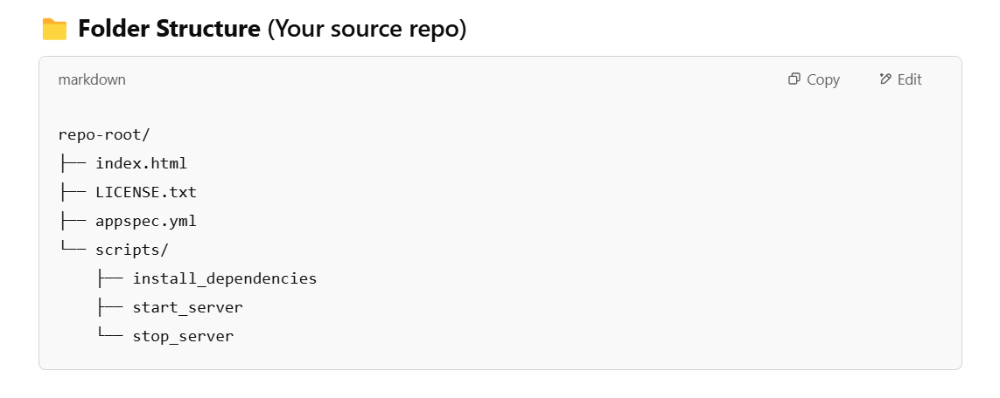 📁 Folder Structure (Your source repo)
markdown
Copy
Edit
repo-root/
├── index.html
├── LICENSE.txt
├── appspec.yml
└── scripts/
    ├── install_dependencies
    ├── start_server
    └── stop_server